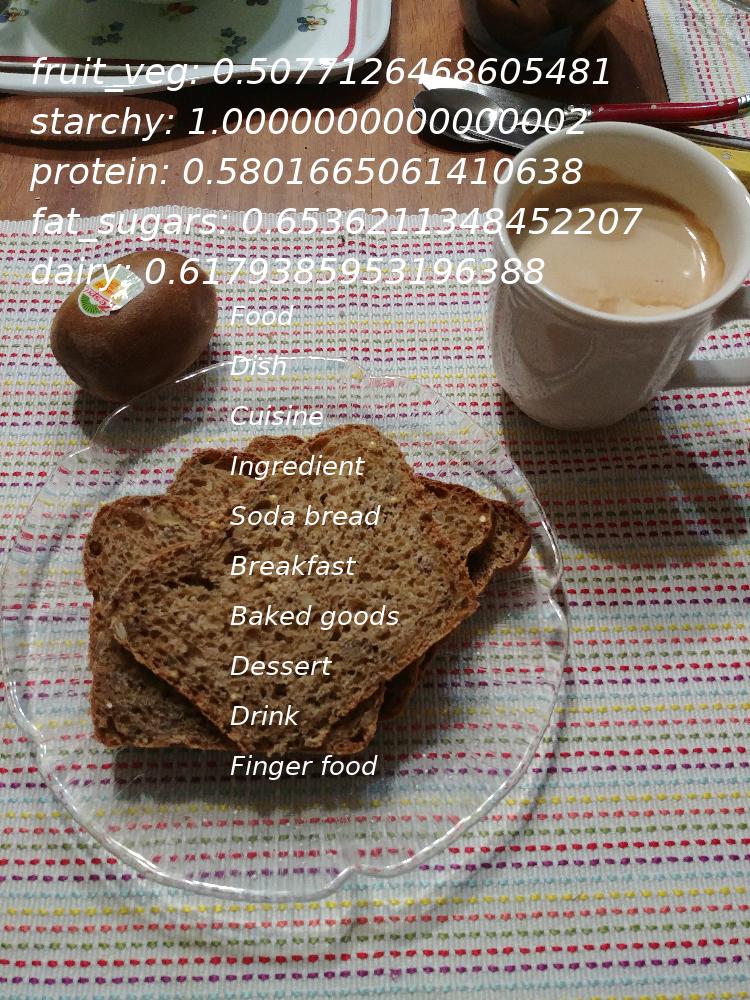 fruit_veg: 0.5077126468605481
starchy: 1.0000000000000002
protein: 0.5801665061410638
fat_sugars: 0.6536211348452207
dairy: 0.6179385953196388
Food
Dish
Cuisine
Ingredient
Soda bread
Breakfast
Baked goods
Dessert
Drink
Finger food